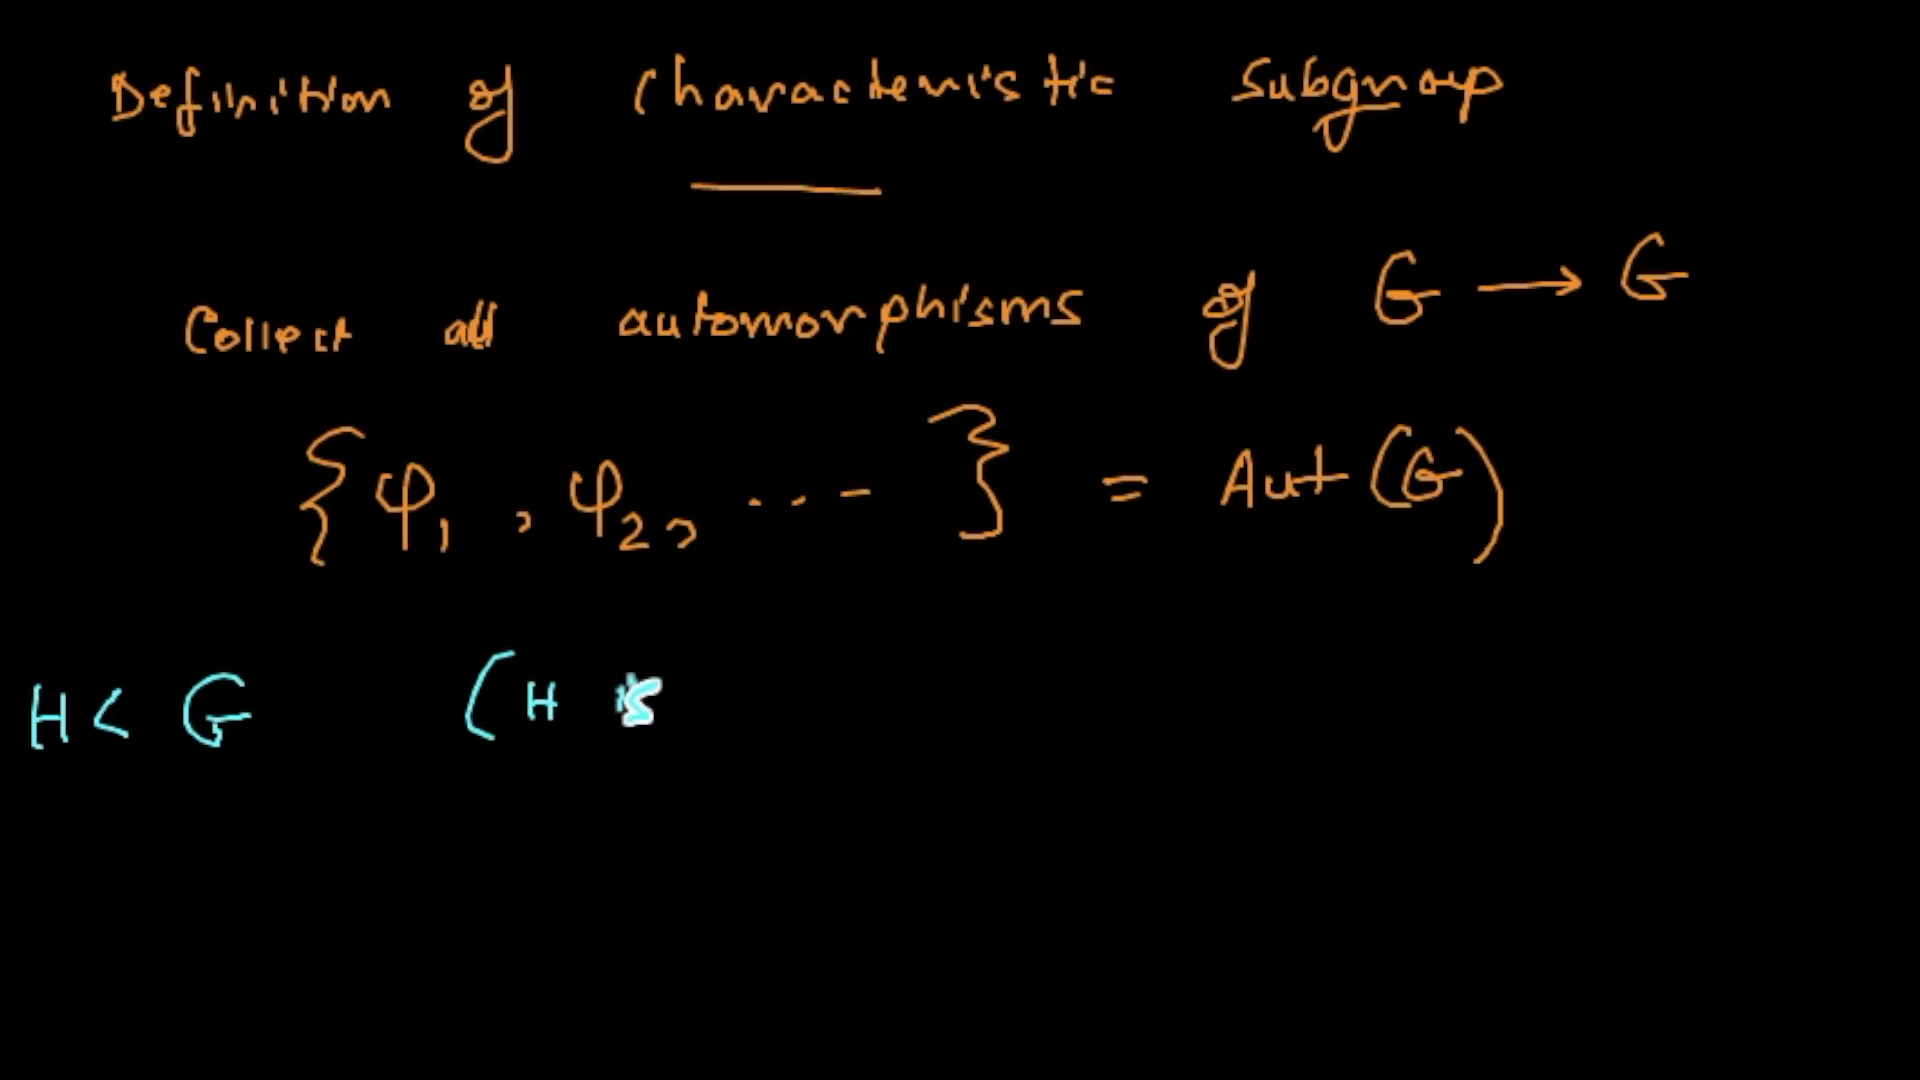 Definition of characteristic subgroup
Collect all automorphisms of G → G
{φ₁, φ₂, ...-} = Aut(G)
H < G (H is